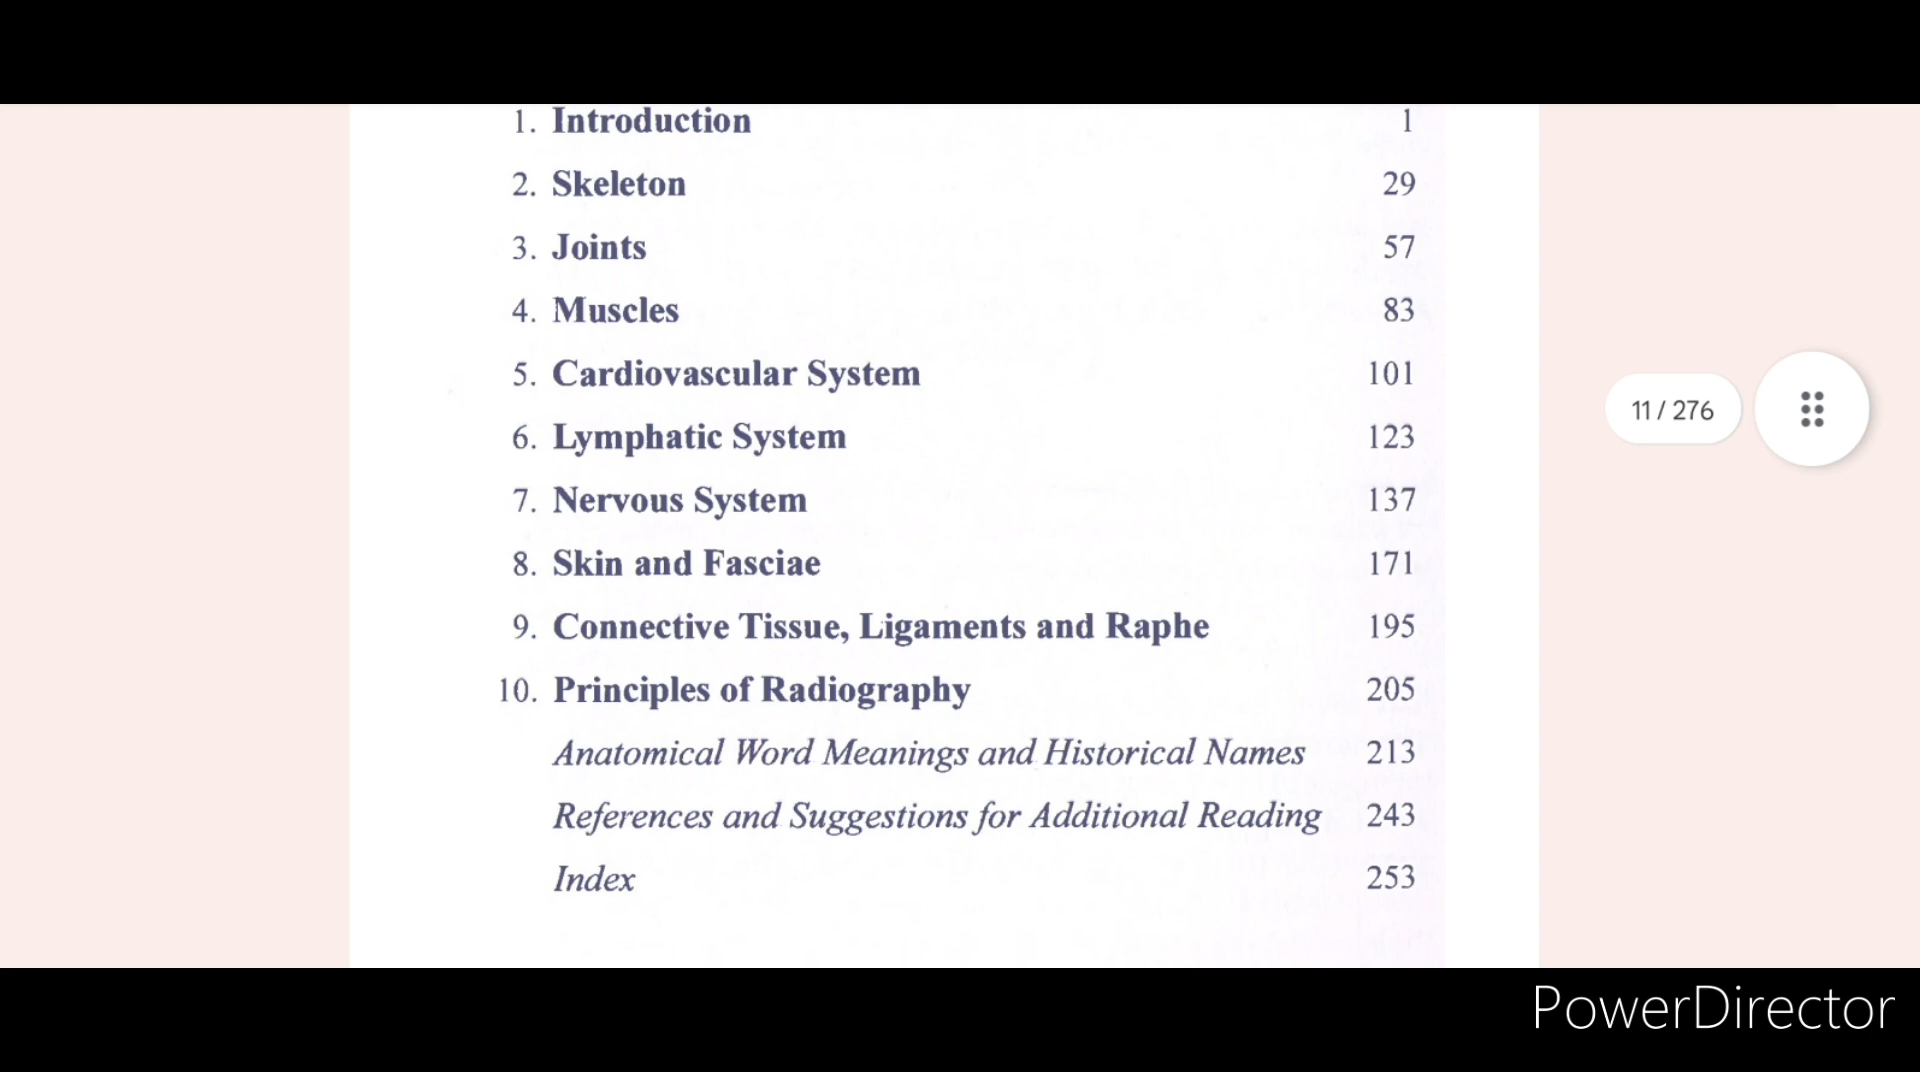 1. Introduction 1
2. Skeleton 29
3. Joints 57
4. Muscles 83
5. Cardiovascular System 101
6. Lymphatic System 123
7. Nervous System 137
8. Skin and Fasciae 171
9. Connective Tissue, Ligaments and Raphe 195
10. Principles of Radiography 205
Anatomical Word Meanings and Historical Names 213
References and Suggestions for Additional Reading 243
Index 253
11 / 276
PowerDirector